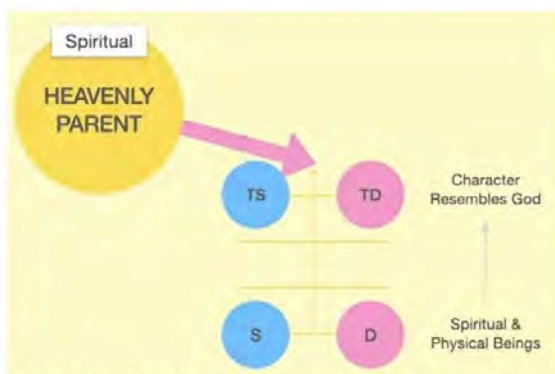 Spiritual
HEAVENLY
PARENT
TS
TD
Character
Resembles God
S
D
Spiritual &
Physical Beings